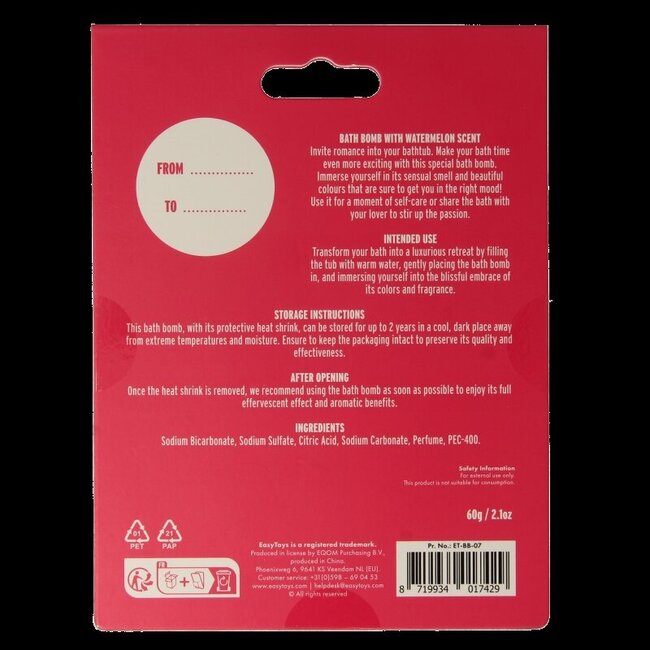 FROM ...............
TO ...............
BATH BOMB WITH WATERMELON SCENT
Invite romance into your bathtub. Make your bath time
even more exciting with this special bath bomb.
Immerse yourself in its sensual smell and beautiful
colours that are sure to get you in the right mood!
Use it for a moment of self-care or share the bath with
your lover to stir up the passion.
INTENDED USE
Transform your bath into a luxurious retreat by filling
the tub with warm water, gently placing the bath bomb
in, and immersing yourself into the blissful embrace of
its colors and fragrance.
STORAGE INSTRUCTIONS
This bath bomb, with its protective heat shrink, can be stored for up to 2 years in a cool, dark place away
from extreme temperatures and moisture. Ensure to keep the packaging intact to preserve its quality and
effectiveness.
AFTER OPENING
Once the heat shrink is removed, we recommend using the bath bomb as soon as possible to enjoy its full
effervescent effect and aromatic benefits.
INGREDIENTS
Sodium Bicarbonate, Sodium Sulfate, Citric Acid, Sodium Carbonate, Perfume, PEC-400.
Safety Information
For external use only.
This product is not suitable for consumption.
60g / 2.1oz
01
PET
21
PAP
FR
EasyToys is a registered trademark.
Produced in license by EQOM Purchasing B.V.,
produced in China.
Phoenixweg 6, 9641 KS Veendam NL (EU)
Customer service: +31(0)598 – 69 04 53
www.easytoys.com | helpdesk@easytoys.com
© All rights reserved
Pr. No.: ET-BB-07
8 719934 017429